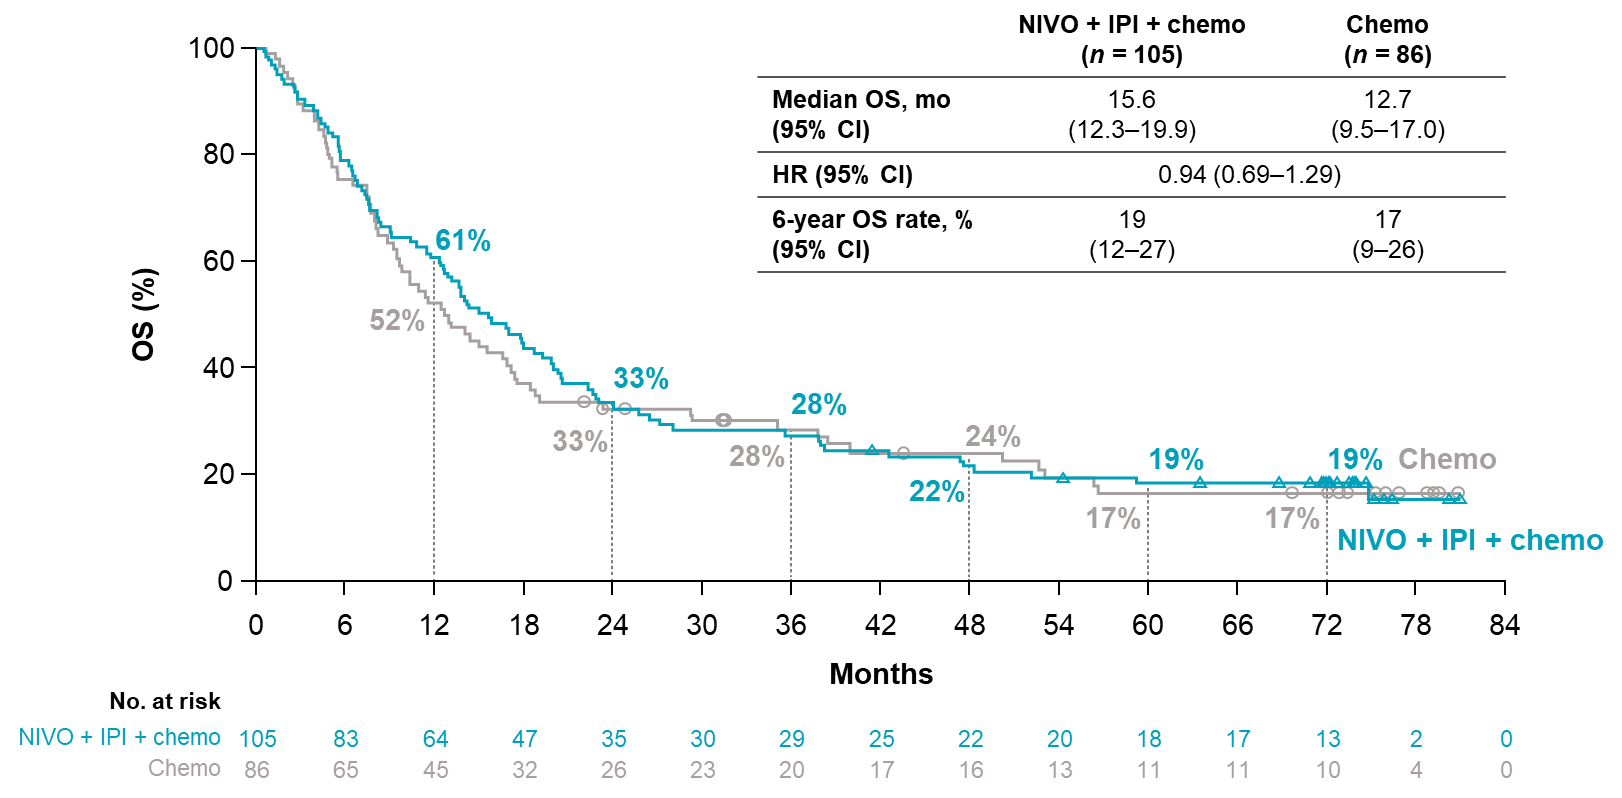 NIVO + IPI + chemo Chemo
(n = 105) (n = 86)
Median OS, mo 15.6 12.7
(95% CI) (12.3–19.9) (9.5–17.0)
HR (95% CI) 0.94 (0.69–1.29)
6-year OS rate, % 19 17
(95% CI) (12–27) (9–26)
OS (%)
100
80
60
40
20
0
61%
52%
33%
33%
28%
28%
24%
22%
19%
17%
19%
17%
Chemo
NIVO + IPI + chemo
0 6 12 18 24 30 36 42 48 54 60 66 72 78 84
Months
No. at risk
NIVO + IPI + chemo 105 83 64 47 35 30 29 25 22 20 18 17 13 2 0
Chemo 86 65 45 32 26 23 20 17 16 13 11 11 10 4 0